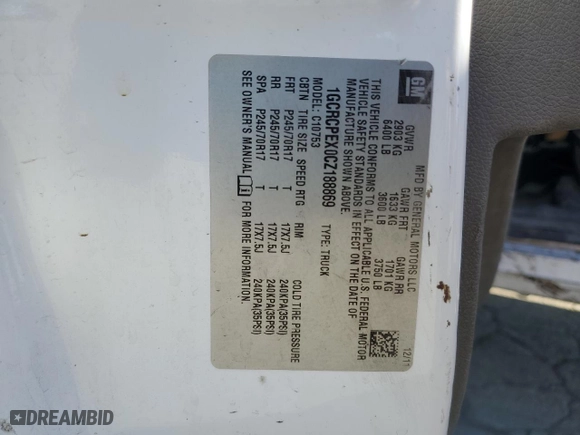 GM
MFD BY GENERAL MOTORS LLC 12/11
GVWR GAWR FRT GAWR RR
2903 KG 1633 KG 1701 KG
6400 LB 3600 LB 3750 LB
THIS VEHICLE CONFORMS TO ALL APPLICABLE U.S. FEDERAL MOTOR
VEHICLE SAFETY STANDARDS IN EFFECT ON THE DATE OF
MANUFACTURE SHOWN ABOVE.
1GCRCPEX0CZ188869 TYPE: TRUCK
MODEL: C10753
CBTN TIRE SIZE SPEED RTG RIM COLD TIRE PRESSURE
FRT P245/70R17 T 17X7.5J 240KPA(35PSI)
RR P245/70R17 T 17X7.5J 240KPA(35PSI)
SPA P245/70R17 T 17X7.5J 240KPA(35PSI)
SEE OWNER'S MANUAL FOR MORE INFORMATION.
DREAMBID